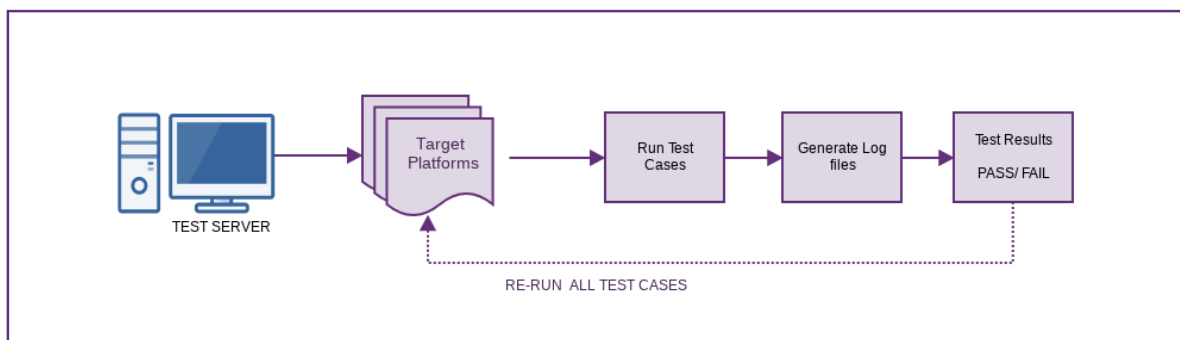 TEST SERVER
Target
Platforms
Run Test
Cases
Generate Log
files
Test Results
PASS/ FAIL
RE-RUN  ALL TEST CASES